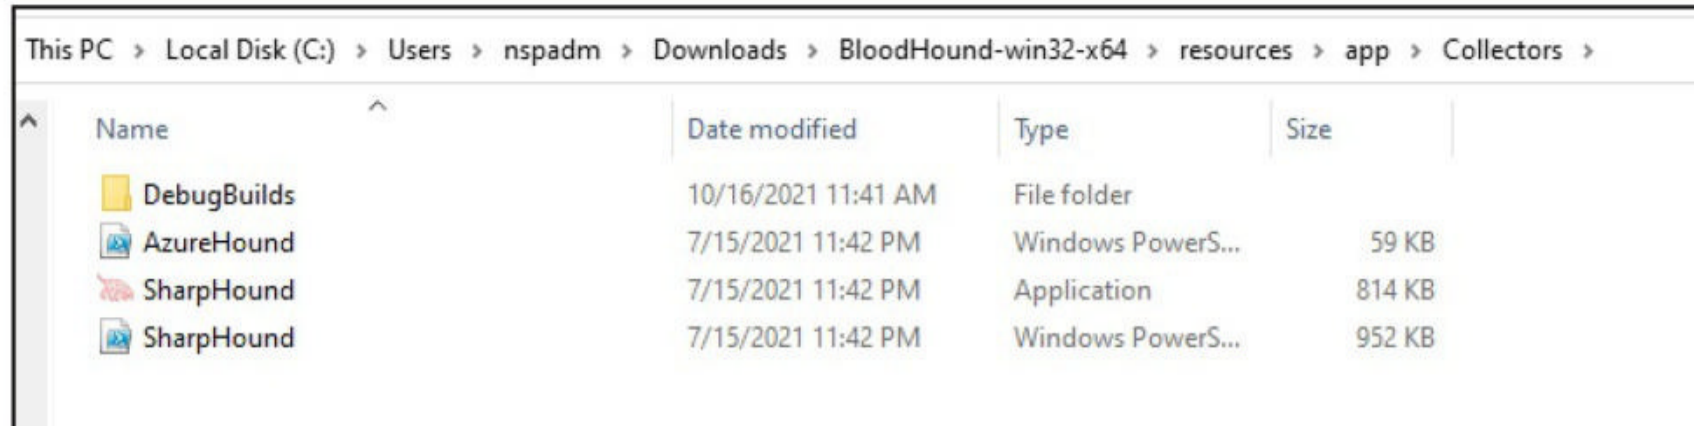 This PC > Local Disk (C:) > Users > nspadm > Downloads > BloodHound-win32-x64 > resources > app > Collectors >
Name Date modified Type Size
DebugBuilds 10/16/2021 11:41 AM File folder
AzureHound 7/15/2021 11:42 PM Windows PowerS... 59 KB
SharpHound 7/15/2021 11:42 PM Application 814 KB
SharpHound 7/15/2021 11:42 PM Windows PowerS... 952 KB